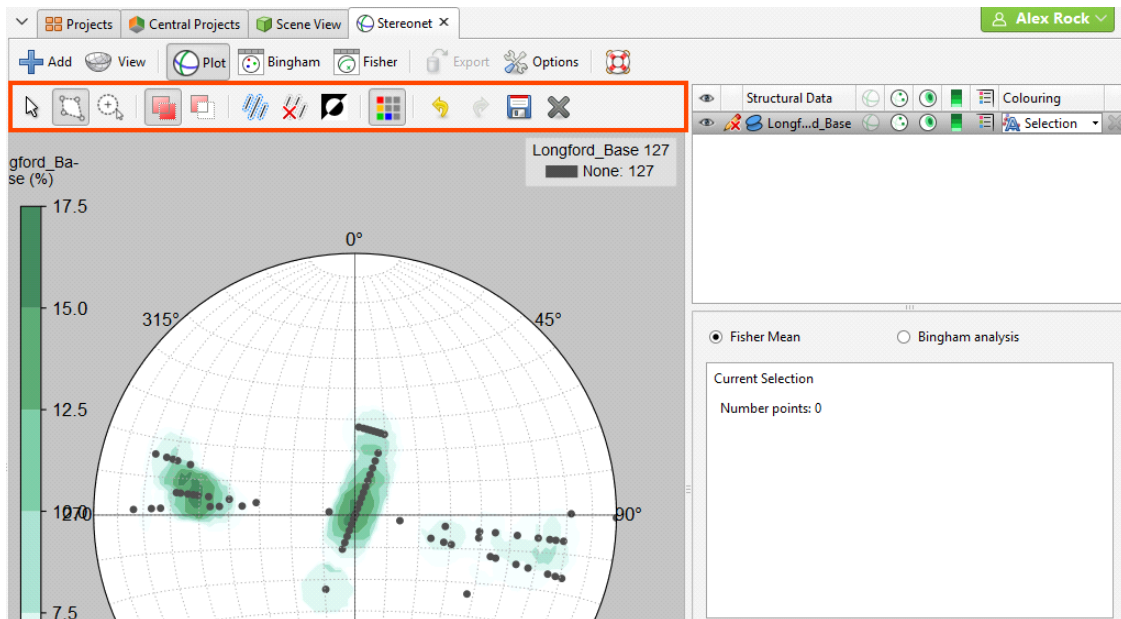 Projects Central Projects Scene View Stereonet × Alex Rock
Add View Plot Bingham Fisher Export Options
Structural Data Colouring
Longf...d_Base Selection
gford_Ba-
se (%)
Longford_Base 127
None: 127
17.5
15.0
12.5
10.0
7.5
0°
315°
45°
270
90°
Fisher Mean Bingham analysis
Current Selection
Number points: 0